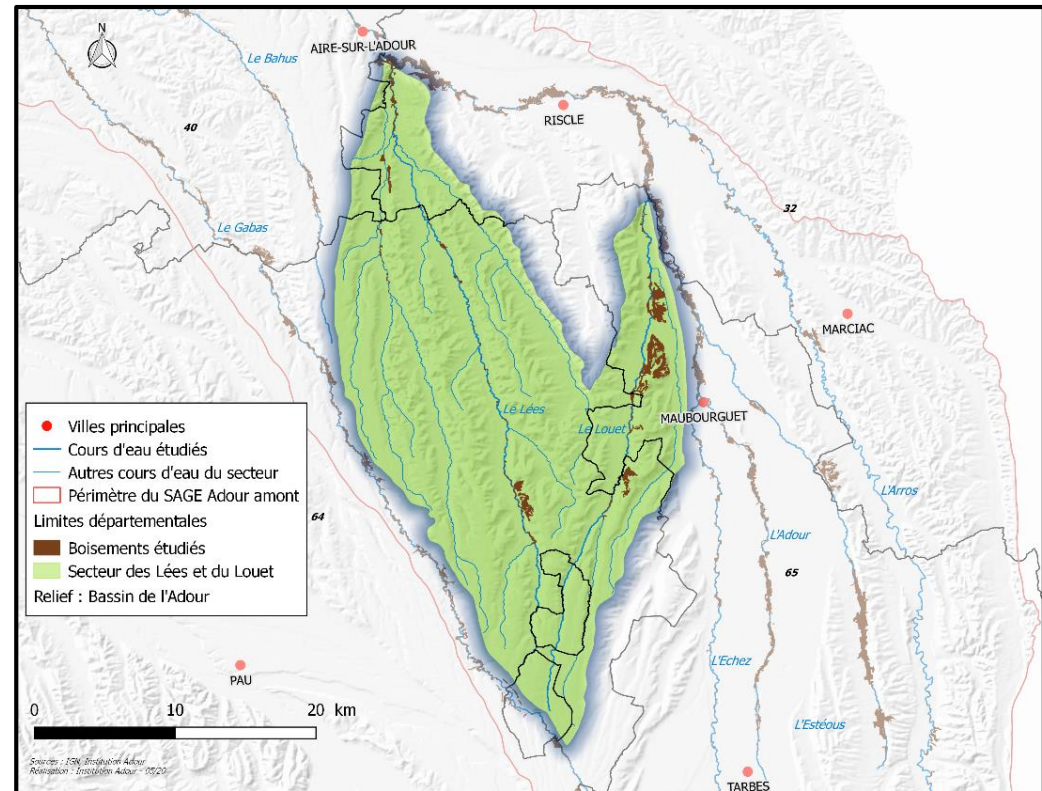 N
AIRE-SUR-L'ADOUR
Le Bahus
RISCLE
40
32
Le Gabas
MARCIAC
Le Lées
Le Louet
MAUBOURGUET
Villes principales
Cours d'eau étudiés
Autres cours d'eau du secteur
Périmètre du SAGE Adour amont
Limites départementales
Boisements étudiés
Secteur des Lées et du Louet
Relief : Bassin de l'Adour
64
L'Arros
L'Adour
65
L'Echez
L'Estéous
PAU
0 10 20 km
TARBES
Sources : IGN, Institution Adour
Réalisation : Institution Adour - 05/20